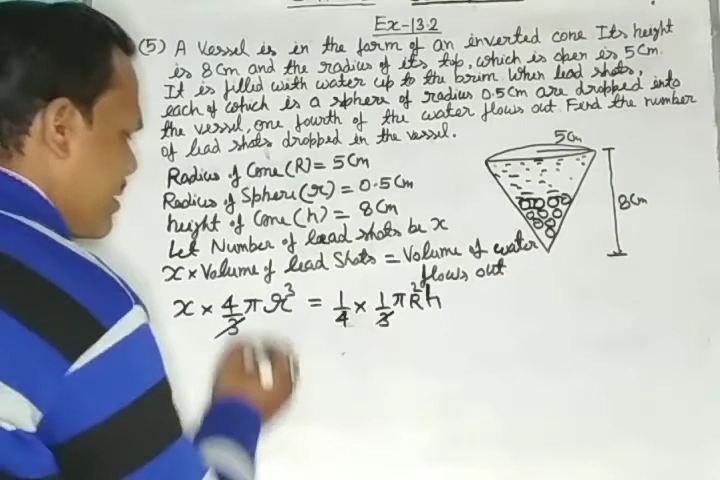 Ex-13.2
(5) A vessel is in the form of an inverted cone Its height
is 8cm and the radius of its top, which is open is 5cm.
It is filled with water up to the brim. When lead shots,
each of which is a sphere of radius 0.5cm are dropped into
the vessel, one fourth of the water flows out. Find the number
of lead shots dropped in the vessel.
5cm
8cm
Radius of Cone (R) = 5cm
Radius of Sphere (r) = 0.5cm
height of Cone (h) = 8cm
Let Number of lead shots be x
x × Volume of lead Shots = Volume of water
flows out
x × 4/3 π r³ = 1/4 × 1/3 π R² h